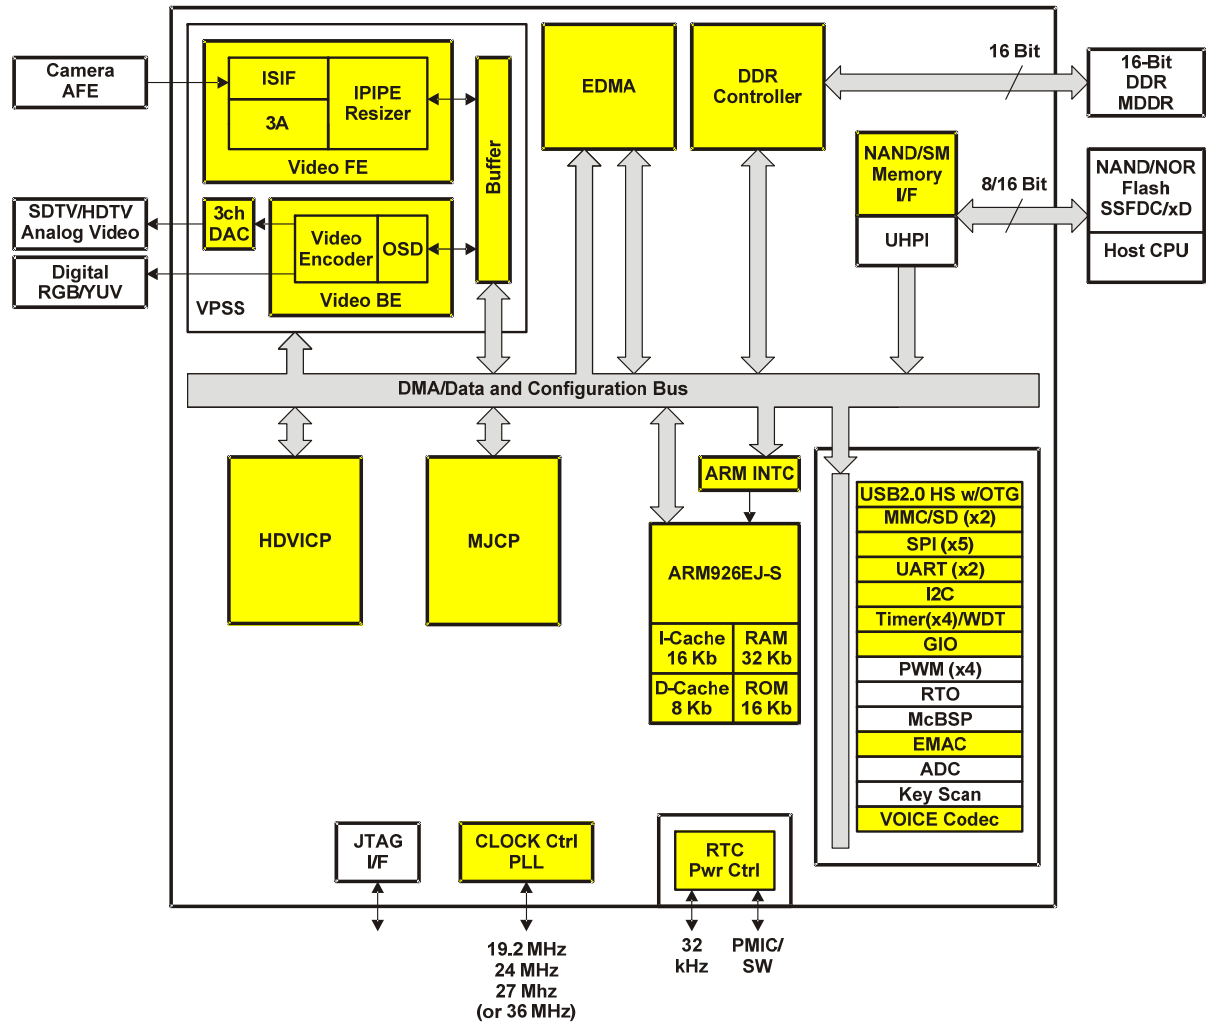 Camera
AFE
SDTV/HDTV
Analog Video
Digital
RGB/YUV
ISIF
3A
IPIPE
Resizer
Video FE
Buffer
3ch
DAC
Video
Encoder
OSD
Video BE
VPSS
EDMA
DDR
Controller
16 Bit
16-Bit
DDR
MDDR
NAND/SM
Memory
I/F
UHPI
8/16 Bit
NAND/NOR
Flash
SSFDC/xD
Host CPU
DMA/Data and Configuration Bus
HDVICP
MJCP
ARM INTC
ARM926EJ-S
I-Cache
16 Kb
RAM
32 Kb
D-Cache
8 Kb
ROM
16 Kb
USB2.0 HS w/OTG
MMC/SD (x2)
SPI (x5)
UART (x2)
I2C
Timer(x4)/WDT
GIO
PWM (x4)
RTO
McBSP
EMAC
ADC
Key Scan
VOICE Codec
JTAG
I/F
CLOCK Ctrl
PLL
RTC
Pwr Ctrl
19.2 MHz
24 MHz
27 Mhz
(or 36 MHz)
32
kHz
PMIC/
SW